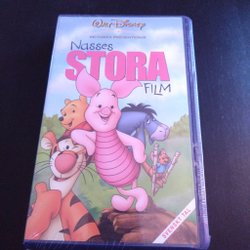 WALT DISNEY
Nasses
STORA
FILM
SVENSKT TAL